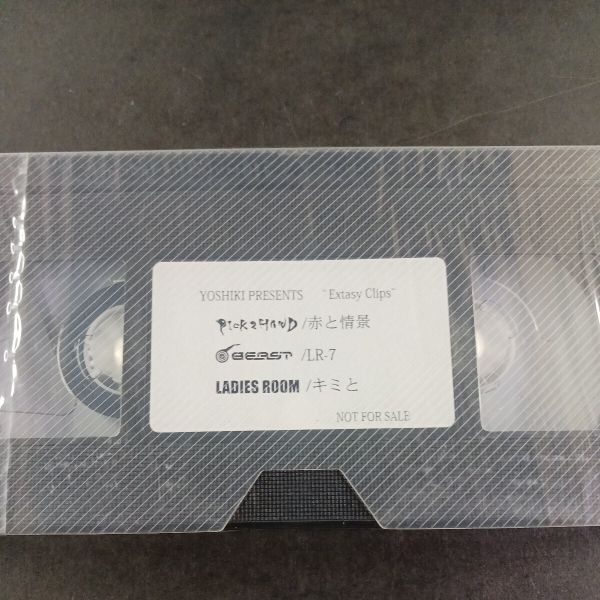 YOSHIKI PRESENTS "Extasy Clips"
PiCK2HAND/赤と情景
BEAST /LR-7
LADIES ROOM /キミと
NOT FOR SALE